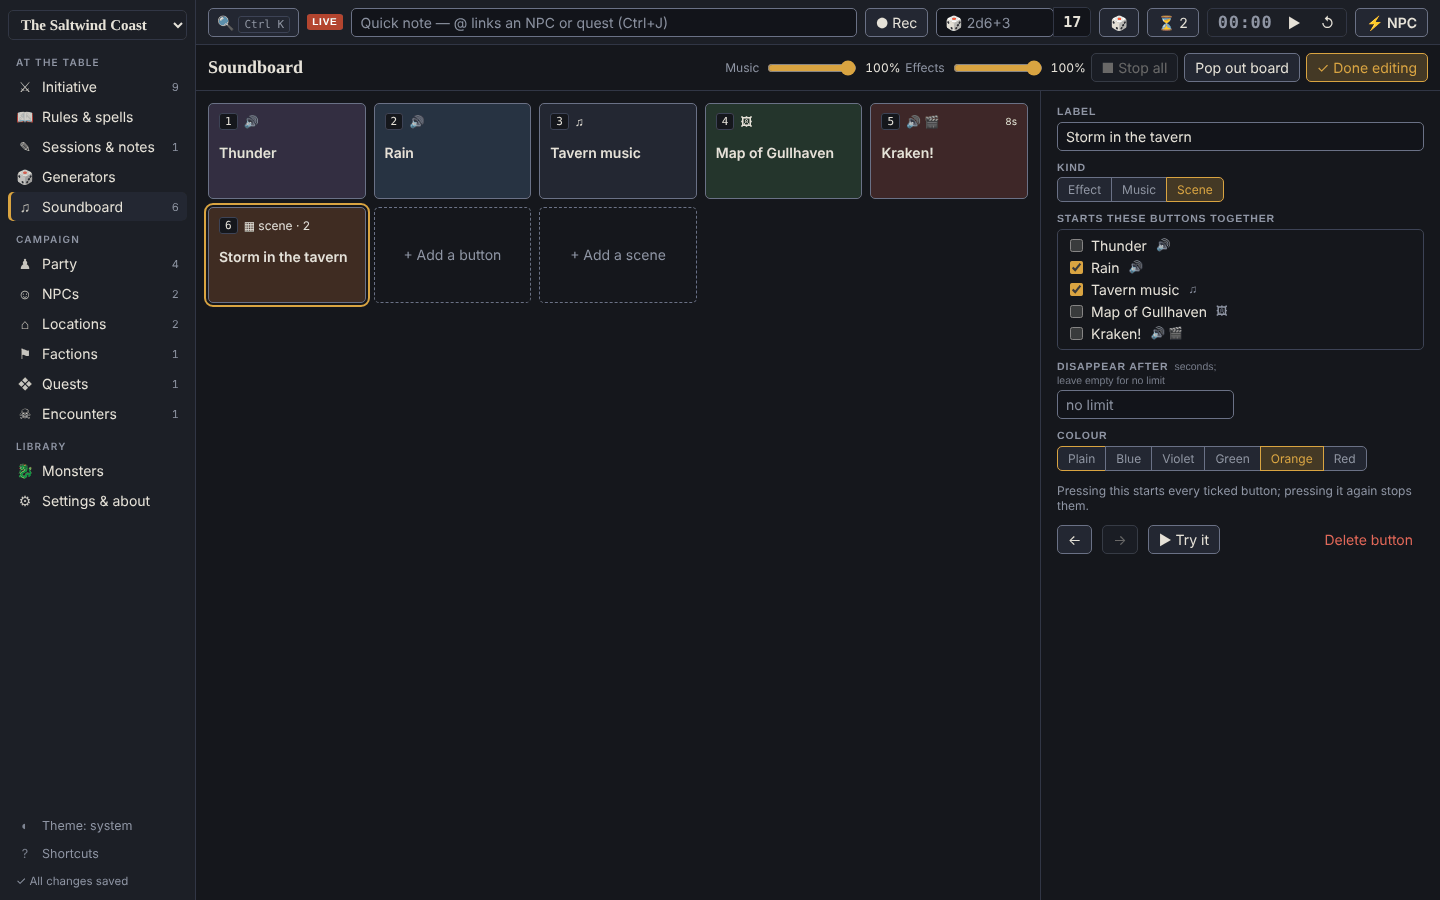 The Saltwind Coast
AT THE TABLE
Initiative 9
Rules & spells
Sessions & notes 1
Generators
Soundboard 6
CAMPAIGN
Party 4
NPCs 2
Locations 2
Factions 1
Quests 1
Encounters 1
LIBRARY
Monsters
Settings & about
Theme: system
? Shortcuts
✓ All changes saved
Ctrl K
LIVE
Quick note — @ links an NPC or quest (Ctrl+J)
Rec
2d6+3
17
2
00:00
NPC
Soundboard
Music 100%
Effects 100%
Stop all
Pop out board
✓ Done editing
1
Thunder
2
Rain
3
Tavern music
4
Map of Gullhaven
5 8s
Kraken!
6 scene · 2
Storm in the tavern
+ Add a button
+ Add a scene
LABEL
Storm in the tavern
KIND
Effect Music Scene
STARTS THESE BUTTONS TOGETHER
Thunder
Rain
Tavern music
Map of Gullhaven
Kraken!
DISAPPEAR AFTER seconds;
leave empty for no limit
no limit
COLOUR
Plain Blue Violet Green Orange Red
Pressing this starts every ticked button; pressing it again stops
them.
← → ▶ Try it Delete button